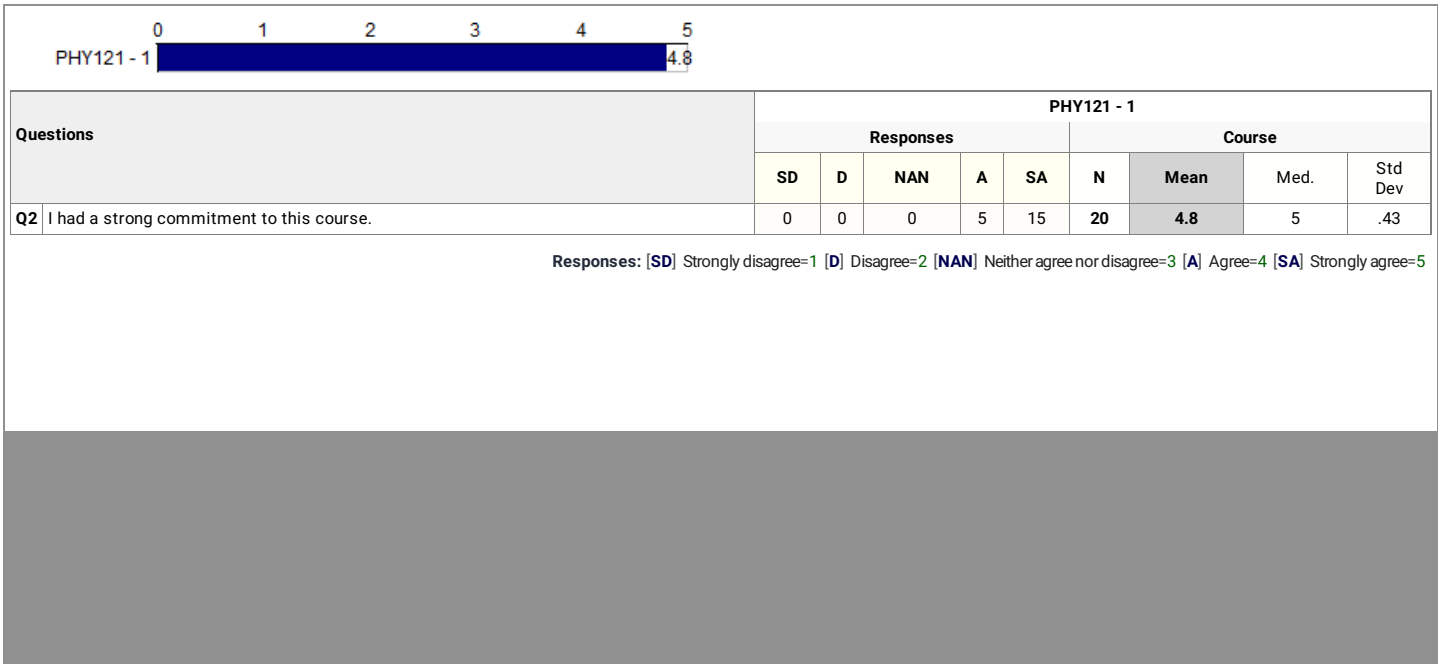 0 1 2 3 4 5
PHY121 - 1 4.8
PHY121 - 1
Questions
Responses Course
SD D NAN A SA N Mean Med. Std
Dev
Q2 I had a strong commitment to this course. 0 0 0 5 15 20 4.8 5 .43
Responses: [SD] Strongly disagree=1 [D] Disagree=2 [NAN] Neither agree nor disagree=3 [A] Agree=4 [SA] Strongly agree=5